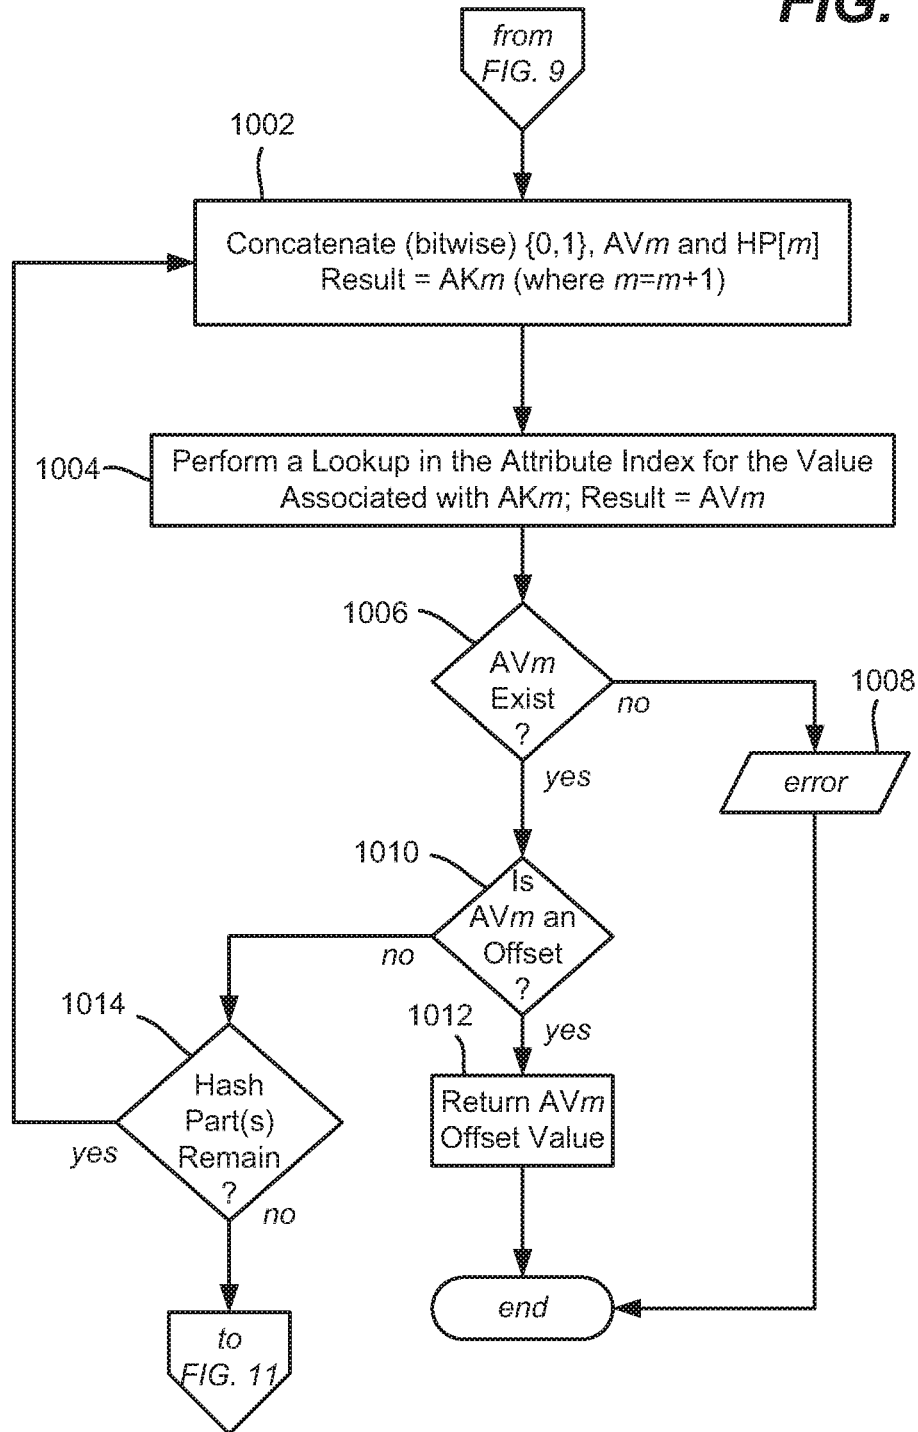 FIG.
from
FIG. 9
1002
Concatenate (bitwise) {0,1}, AVm and HP[m]
Result = AKm (where m=m+1)
1004
Perform a Lookup in the Attribute Index for the Value
Associated with AKm; Result = AVm
1006
AVm
Exist
?
no
1008
yes
error
1010
Is
AVm an
Offset
?
no
1014
1012
yes
Hash
Part(s)
Remain
?
Return AVm
Offset Value
yes
no
end
to
FIG. 11